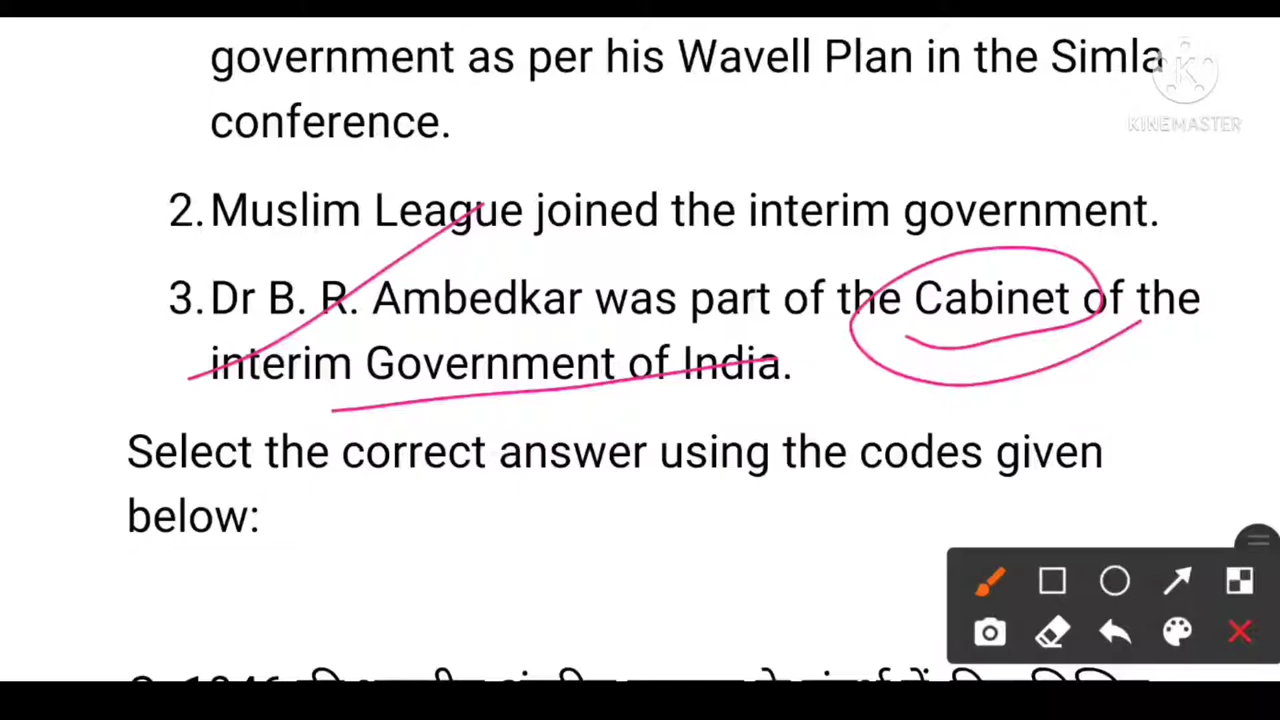 government as per his Wavell Plan in the Simla
conference.
KINEMASTER
2. Muslim League joined the interim government.
3. Dr B. R. Ambedkar was part of the Cabinet of the
interim Government of India.
Select the correct answer using the codes given
below:
1946